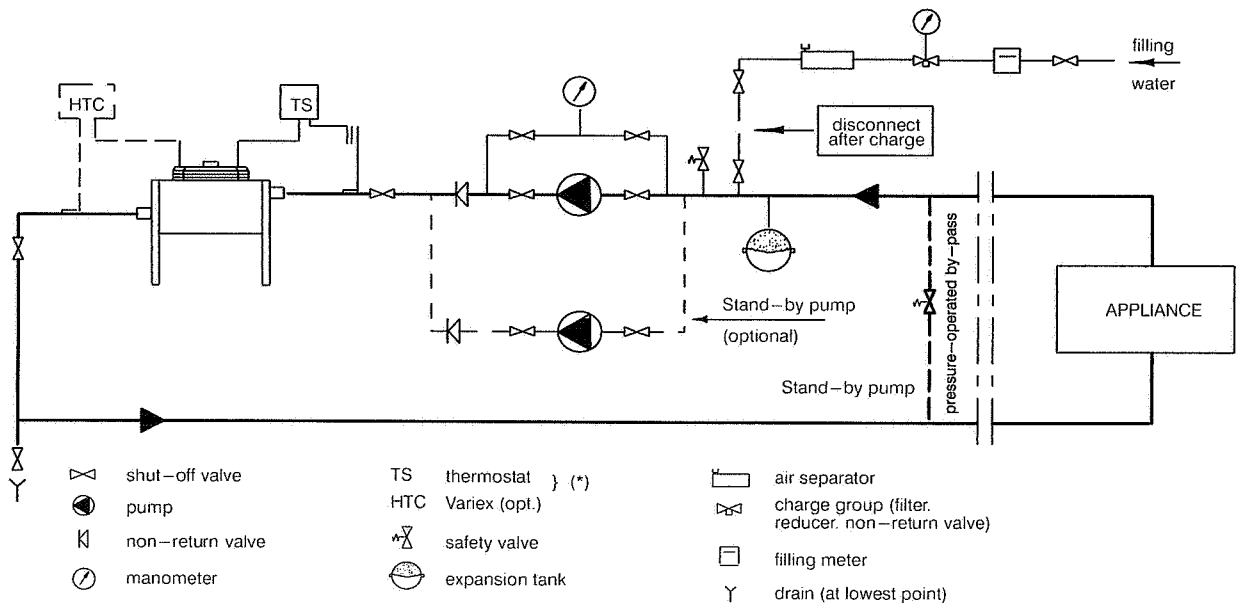 filling
water
HTC
TS
disconnect
after charge
Stand-by pump
(optional)
pressure-operated by-pass
APPLIANCE
Stand-by pump
shut-off valve
pump
non-return valve
manometer
TS thermostat } (*)
HTC Variex (opt.)
safety valve
expansion tank
air separator
charge group (filter.
reducer. non-return valve)
filling meter
drain (at lowest point)